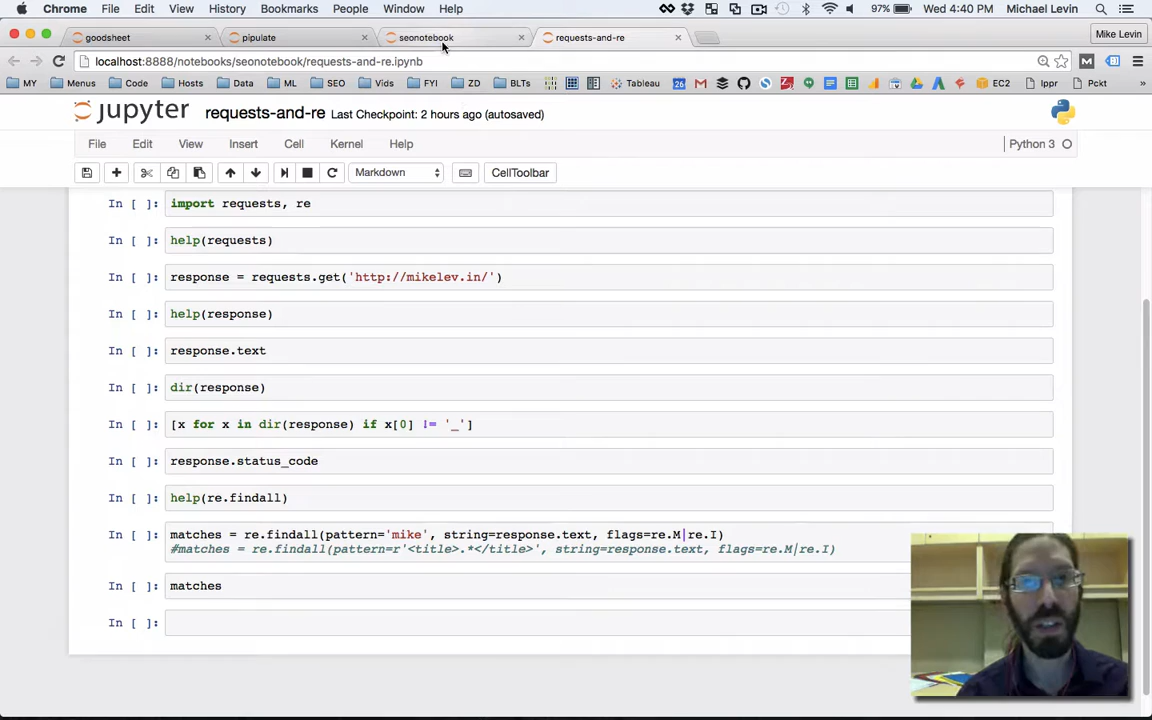 Chrome File Edit View History Bookmarks People Window Help 97% Wed 4:40 PM Michael Levin
goodsheet pipulate seonotebook requests-and-re Mike Levin
localhost:8888/notebooks/seonotebook/requests-and-re.ipynb
MY Menus Code Hosts Data MLs SEO Vids FYI ZD BLTs Tableau 26 EC2 Ippr Pckt »
jupyter requests-and-re Last Checkpoint: 2 hours ago (autosaved)
File Edit View Insert Cell Kernel Help Python 3
Markdown CellToolbar
In [ ]: import requests, re
In [ ]: help(requests)
In [ ]: response = requests.get('http://mikelev.in/')
In [ ]: help(response)
In [ ]: response.text
In [ ]: dir(response)
In [ ]: [x for x in dir(response) if x[0] != '_']
In [ ]: response.status_code
In [ ]: help(re.findall)
In [ ]: matches = re.findall(pattern='mike', string=response.text, flags=re.M|re.I)
#matches = re.findall(pattern=r'<title>.*</title>', string=response.text, flags=re.M|re.I)
In [ ]: matches
In [ ]: